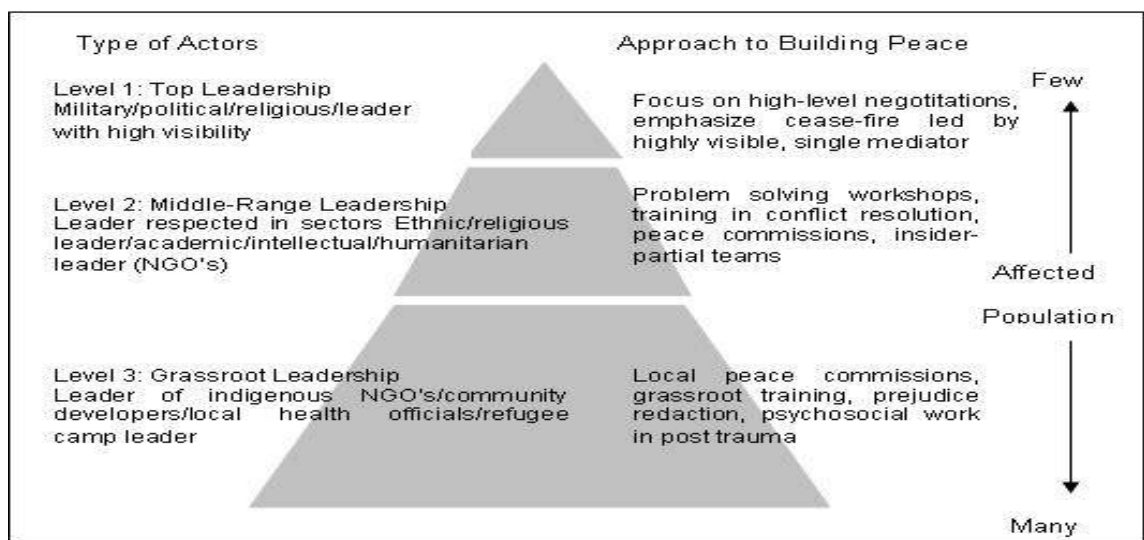 Type of Actors
Approach to Building Peace
Level 1: Top Leadership
Military/political/religious/leader
with high visibility
Focus on high-level negotitations,
emphasize cease-fire led by
highly visible, single mediator
Few
Level 2: Middle-Range Leadership
Leader respected in sectors Ethnic/religious
leader/academic/intellectual/humanitarian
leader (NGO's)
Problem solving workshops,
training in conflict resolution,
peace commissions, insider-
partial teams
Affected
Population
Level 3: Grassroot Leadership
Leader of indigenous NGO's/community
developers/local health officials/refugee
camp leader
Local peace commissions,
grassroot training, prejudice
redaction, psychosocial work
in post trauma
Many